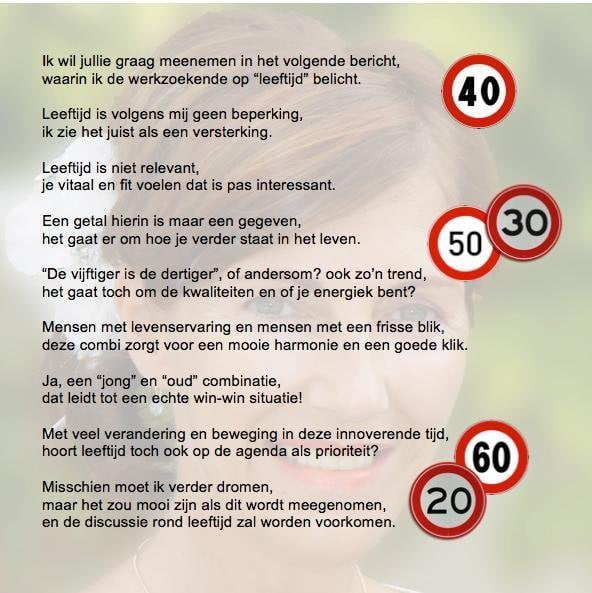 Ik wil jullie graag meenemen in het volgende bericht,
waarin ik de werkzoekende op “leeftijd” belicht.
40
Leeftijd is volgens mij geen beperking,
ik zie het juist als een versterking.
Leeftijd is niet relevant,
je vitaal en fit voelen dat is pas interessant.
Een getal hierin is maar een gegeven,
het gaat er om hoe je verder staat in het leven.
30
50
“De vijftiger is de dertiger”, of andersom? ook zo’n trend,
het gaat toch om de kwaliteiten en of je energiek bent?
Mensen met levenservaring en mensen met een frisse blik,
deze combi zorgt voor een mooie harmonie en een goede klik.
Ja, een “jong” en “oud” combinatie,
dat leidt tot een echte win-win situatie!
Met veel verandering en beweging in deze innoverende tijd,
hoort leeftijd toch ook op de agenda als prioriteit?
60
20
Misschien moet ik verder dromen,
maar het zou mooi zijn als dit wordt meegenomen,
en de discussie rond leeftijd zal worden voorkomen.